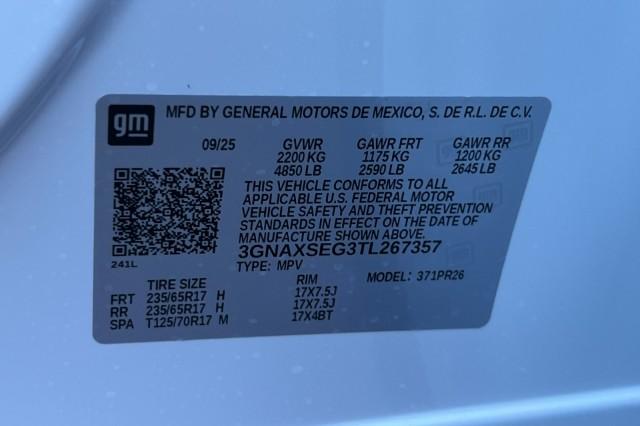 gm
MFD BY GENERAL MOTORS DE MEXICO, S. DE R.L. DE C.V.
09/25 GVWR GAWR FRT GAWR RR
2200 KG 1175 KG 1200 KG
4850 LB 2590 LB 2645 LB
THIS VEHICLE CONFORMS TO ALL
APPLICABLE U.S. FEDERAL MOTOR
VEHICLE SAFETY AND THEFT PREVENTION
STANDARDS IN EFFECT ON THE DATE OF
MANUFACTURE SHOWN ABOVE.
3GNAXSEG3TL267357
241L
TYPE: MPV MODEL: 371PR26
TIRE SIZE RIM
FRT 235/65R17 H 17X7.5J
RR 235/65R17 H 17X7.5J
SPA T125/70R17 M 17X4BT